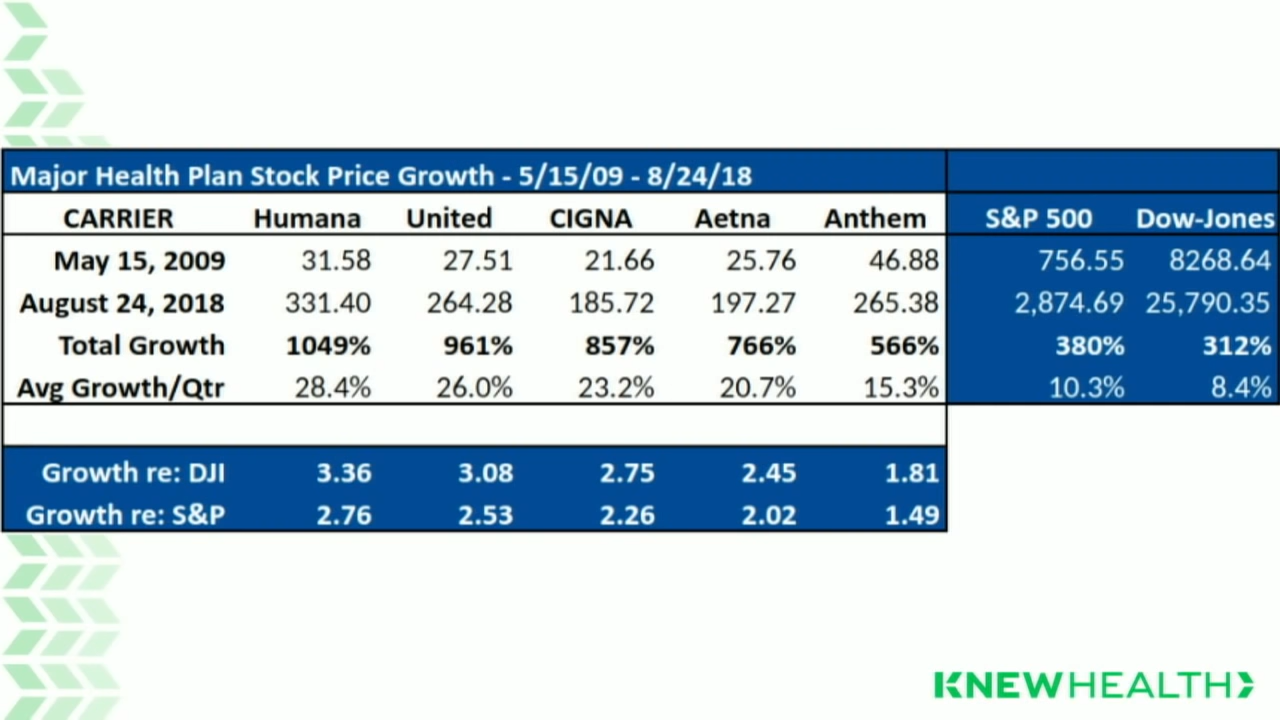 Major Health Plan Stock Price Growth - 5/15/09 - 8/24/18
CARRIER Humana United CIGNA Aetna Anthem S&P 500 Dow-Jones
May 15, 2009 31.58 27.51 21.66 25.76 46.88 756.55 8268.64
August 24, 2018 331.40 264.28 185.72 197.27 265.38 2,874.69 25,790.35
Total Growth 1049% 961% 857% 766% 566% 380% 312%
Avg Growth/Qtr 28.4% 26.0% 23.2% 20.7% 15.3% 10.3% 8.4%
Growth re: DJI 3.36 3.08 2.75 2.45 1.81
Growth re: S&P 2.76 2.53 2.26 2.02 1.49
KNEWHEALTH